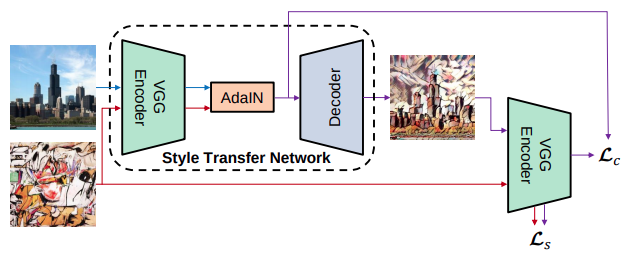 VGG
Encoder
AdaIN
Decoder
Style Transfer Network
VGG
Encoder
ℒc
ℒs